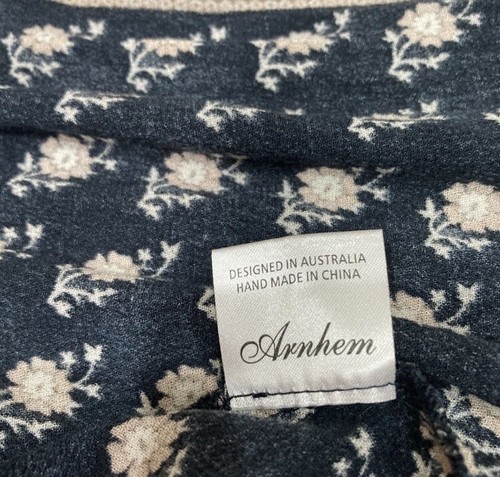 DESIGNED IN AUSTRALIA
HAND MADE IN CHINA
Arnhem